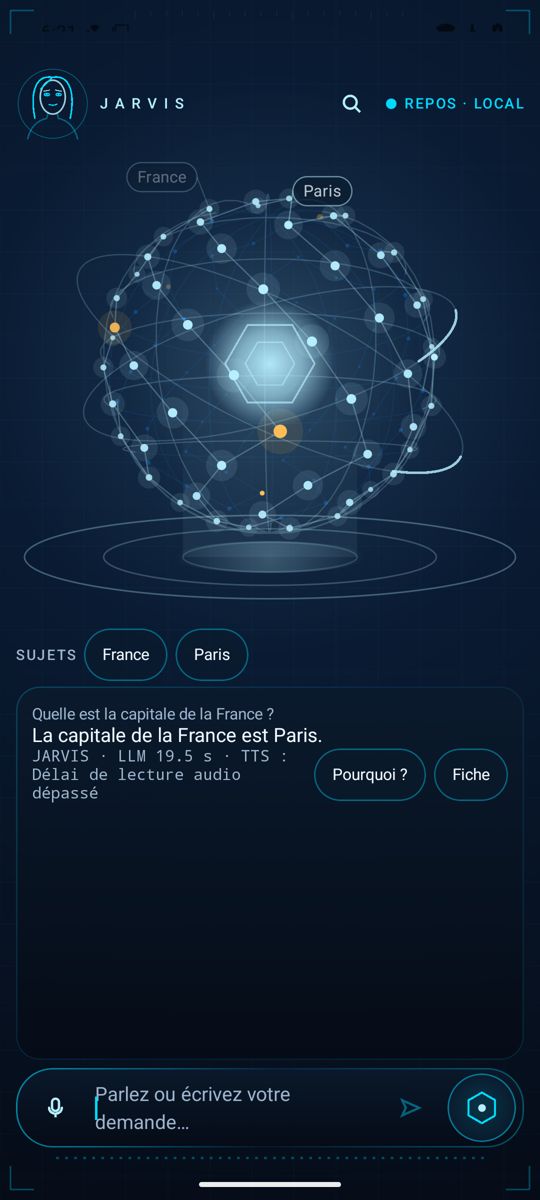 JARVIS
REPOS · LOCAL
France
Paris
SUJETS
France
Paris
Quelle est la capitale de la France ?
La capitale de la France est Paris.
JARVIS · LLM 19.5 s · TTS :
Délai de lecture audio
dépassé
Pourquoi ?
Fiche
Parlez ou écrivez votre
demande…